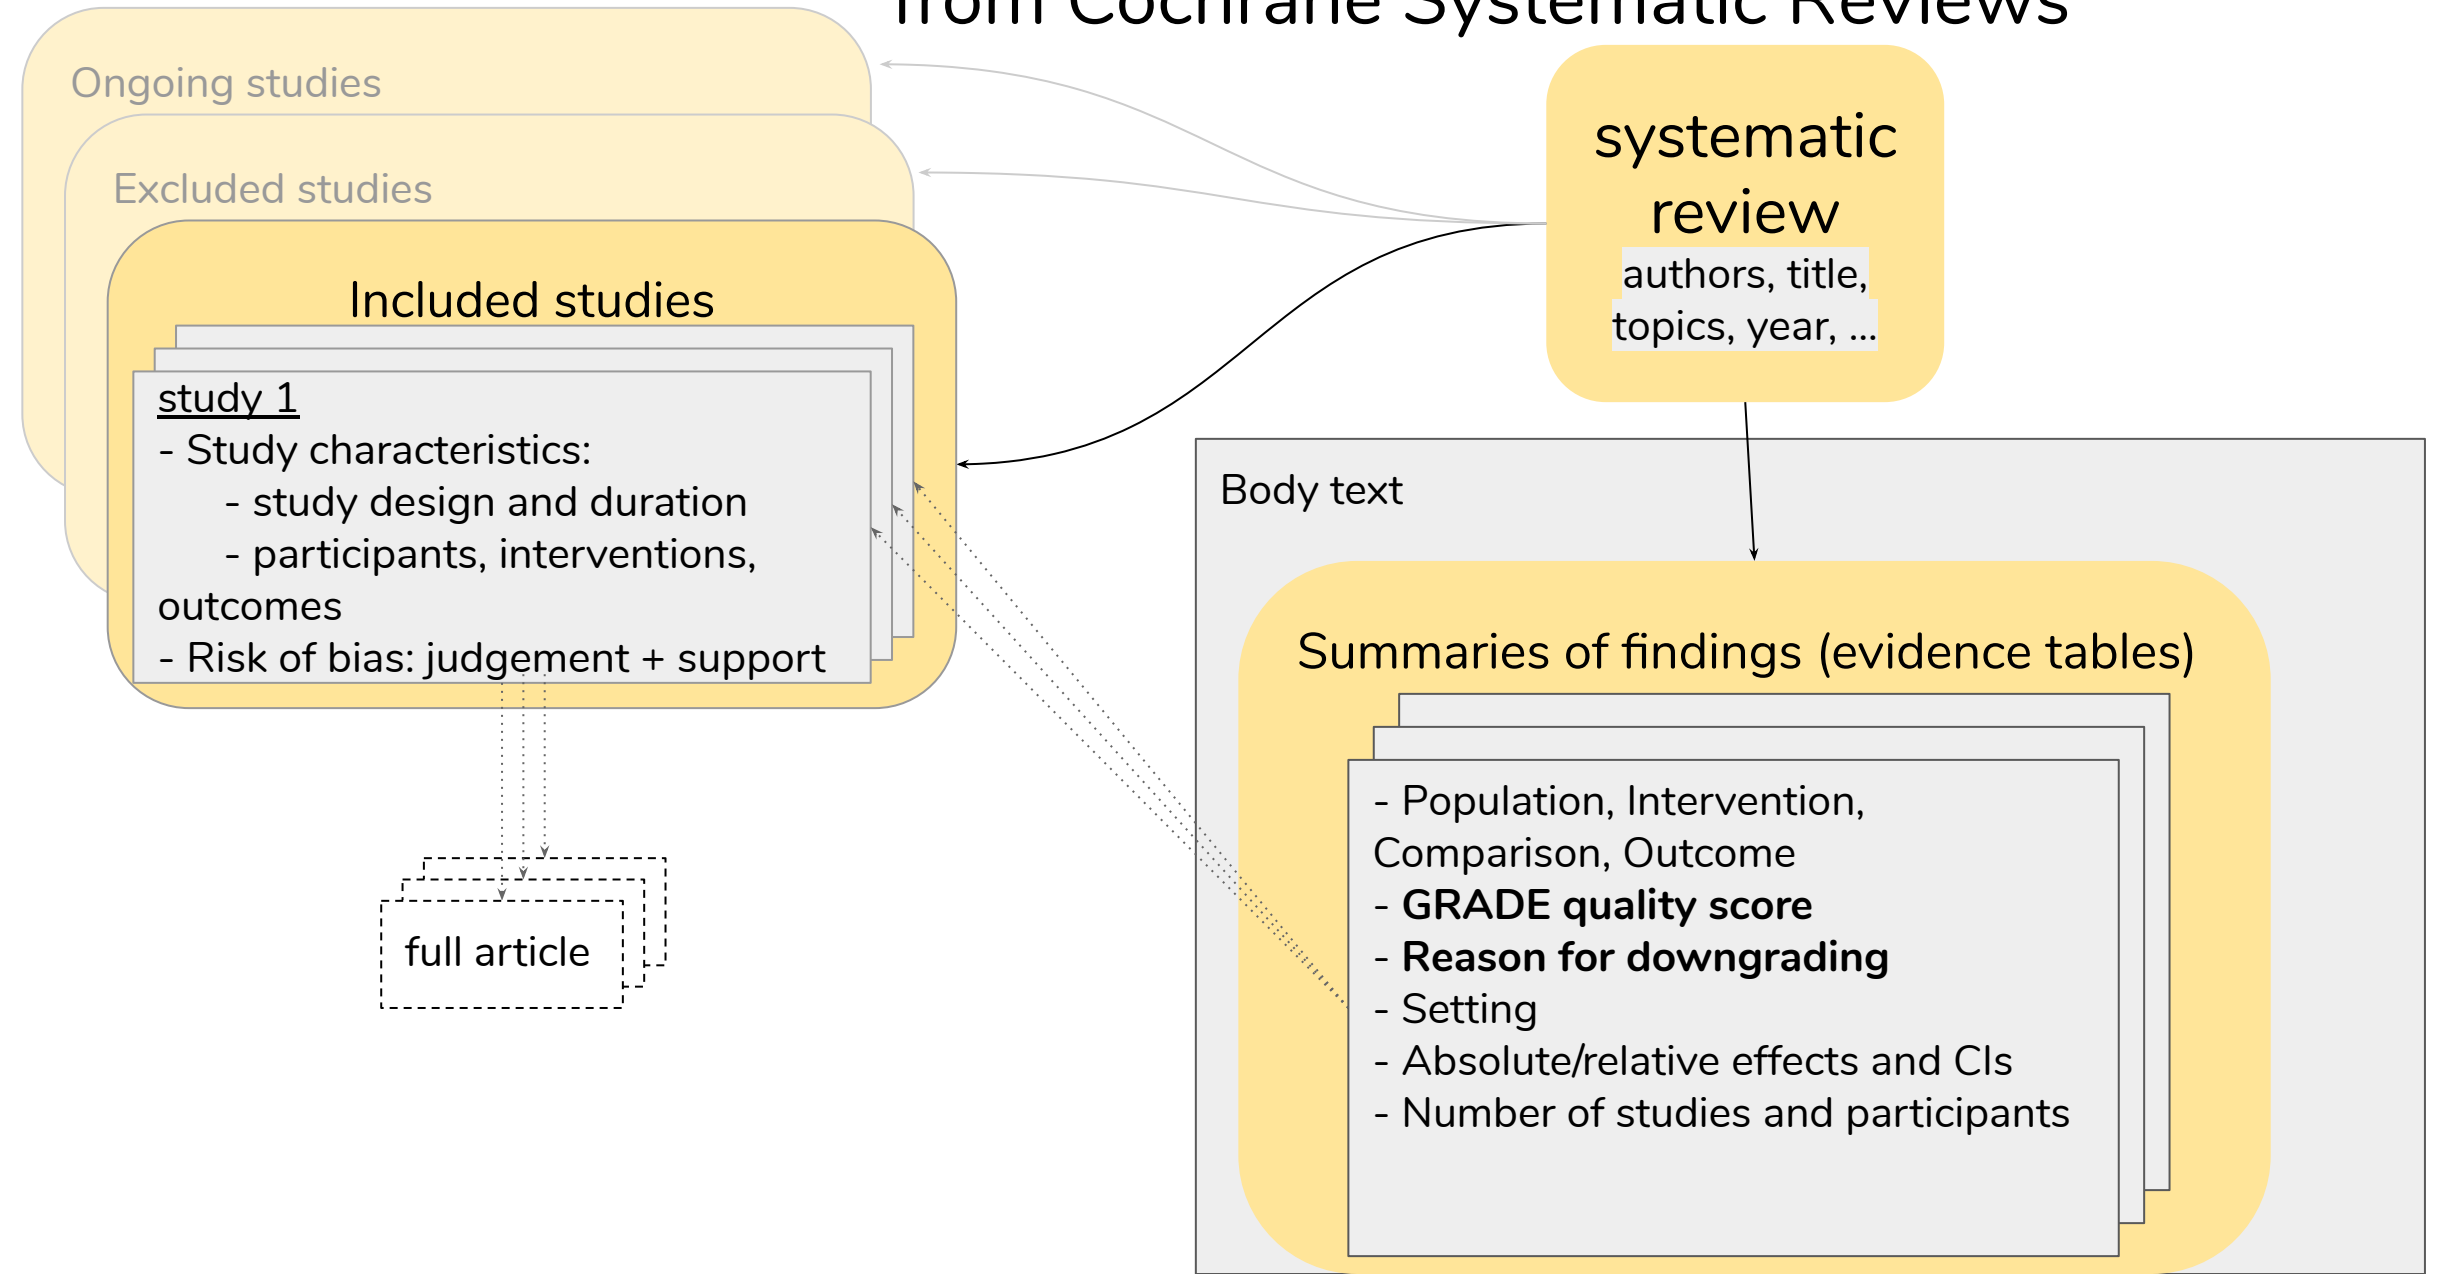 from Cochrane Systematic Reviews
Ongoing studies
Excluded studies
Included studies
study 1
- Study characteristics:
- study design and duration
- participants, interventions,
outcomes
- Risk of bias: judgement + support
full article
systematic
review
authors, title,
topics, year, ...
Body text
Summaries of findings (evidence tables)
- Population, Intervention,
Comparison, Outcome
- GRADE quality score
- Reason for downgrading
- Setting
- Absolute/relative effects and CIs
- Number of studies and participants